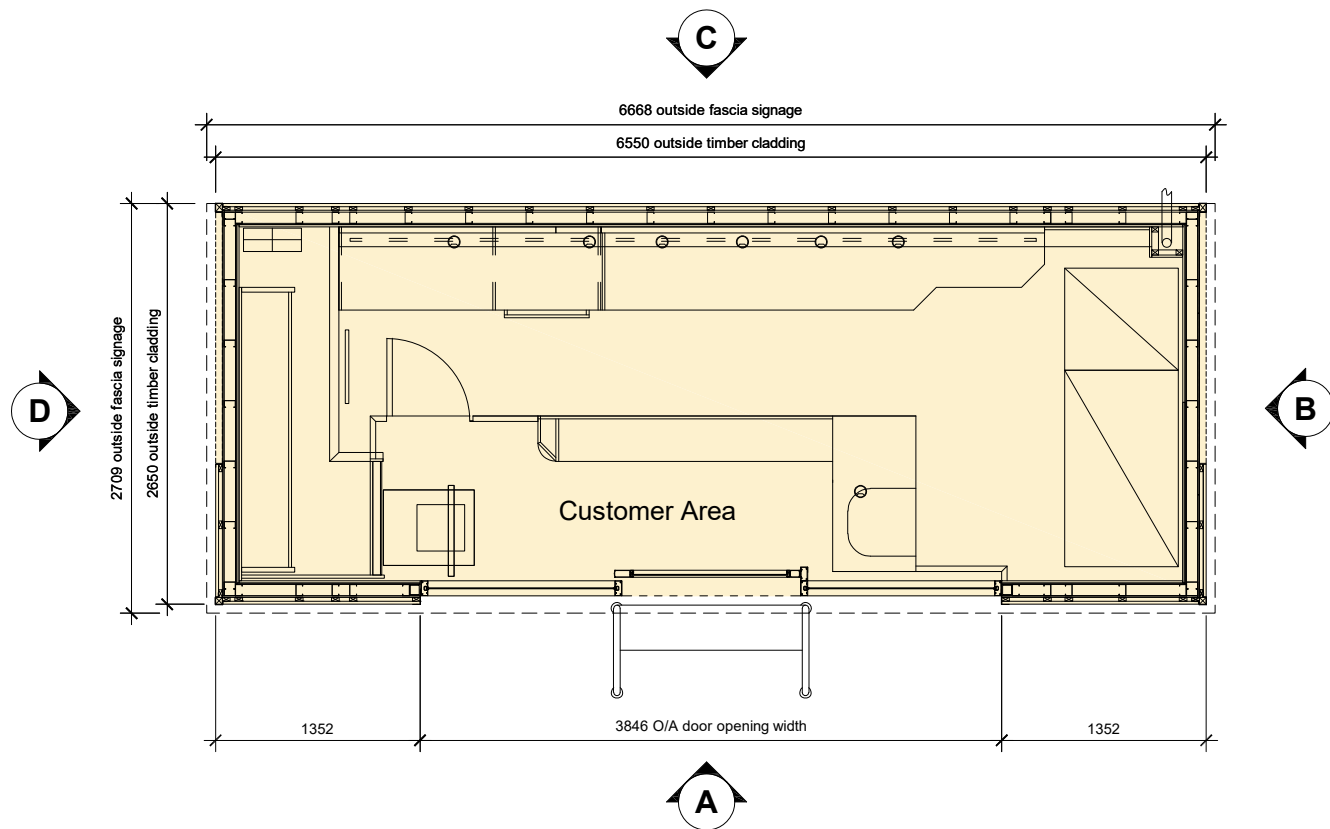 C
6668 outside fascia signage
6550 outside timber cladding
2709 outside fascia signage
2650 outside timber cladding
D
B
Customer Area
1352
3846 O/A door opening width
1352
A